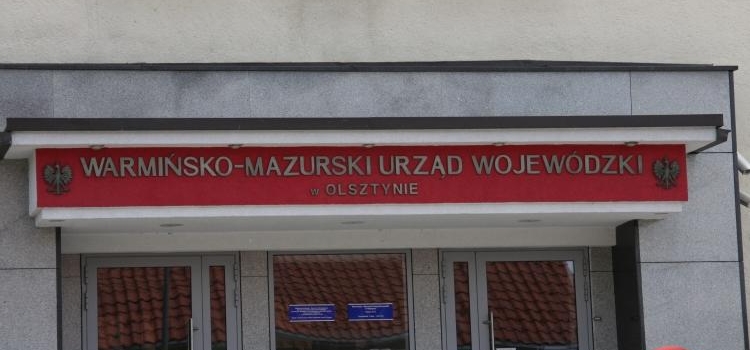 WARMIŃSKO-MAZURSKI URZĄD WOJEWÓDZKI
w OLSZTYNIE